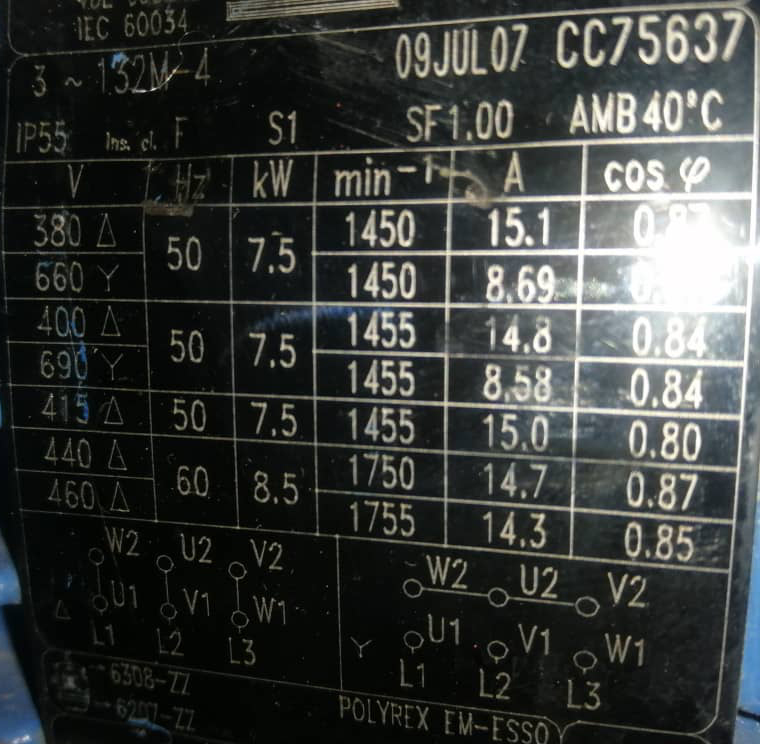 IEC 60034
3 ~ 132M-4 09JUL07 CC75637
IP55 Ins. cl. F S1 SF1.00 AMB40°C
V Hz kW min⁻¹ A cos φ
380 Δ 50 7.5 1450 15.1
660 Y 1450 8.69
400 Δ 50 7.5 1455 14.8 0.84
690 Y 1455 8.58 0.84
415 Δ 50 7.5 1455 15.0 0.80
440 Δ 60 8.5 1750 14.7 0.87
460 Δ 1755 14.3 0.85
W2 U2 V2 W2 U2 V2
Δ U1 V1 W1 Y U1 V1 W1
L1 L2 L3 L1 L2 L3
6308-ZZ
6207-ZZ POLYREX EM-ESSO